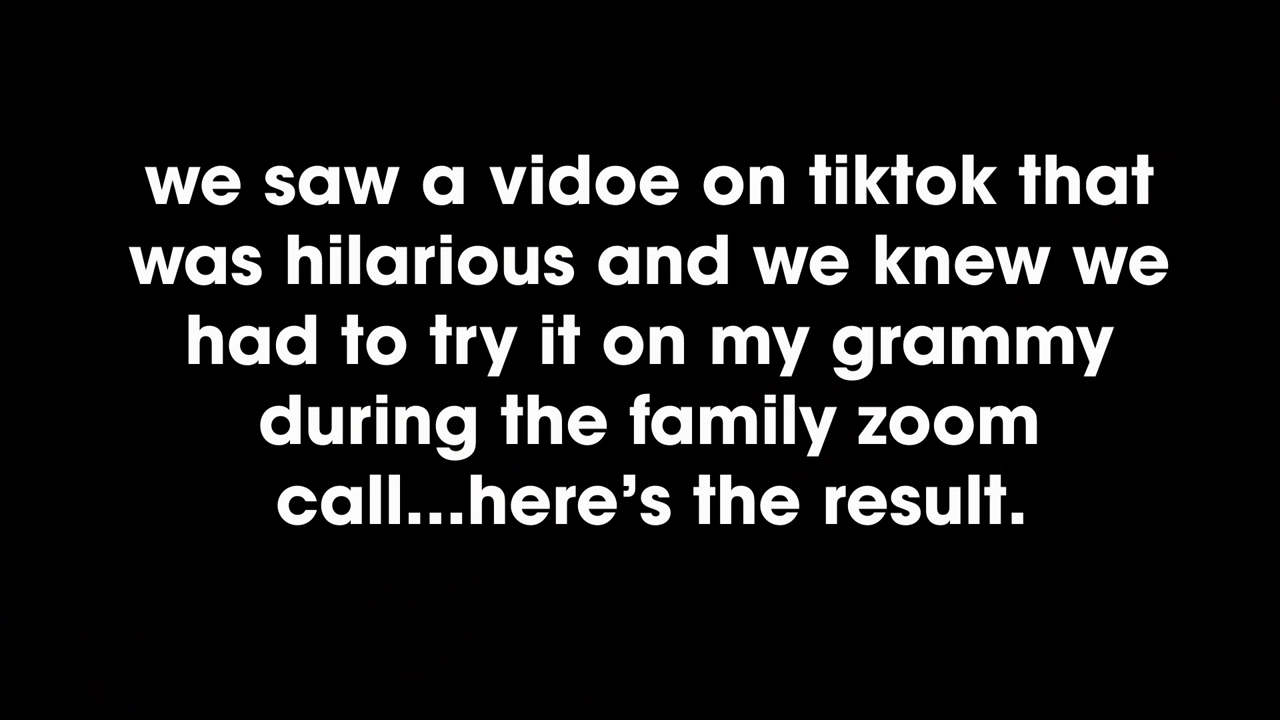 we saw a vidoe on tiktok that
was hilarious and we knew we
had to try it on my grammy
during the family zoom
call...here’s the result.